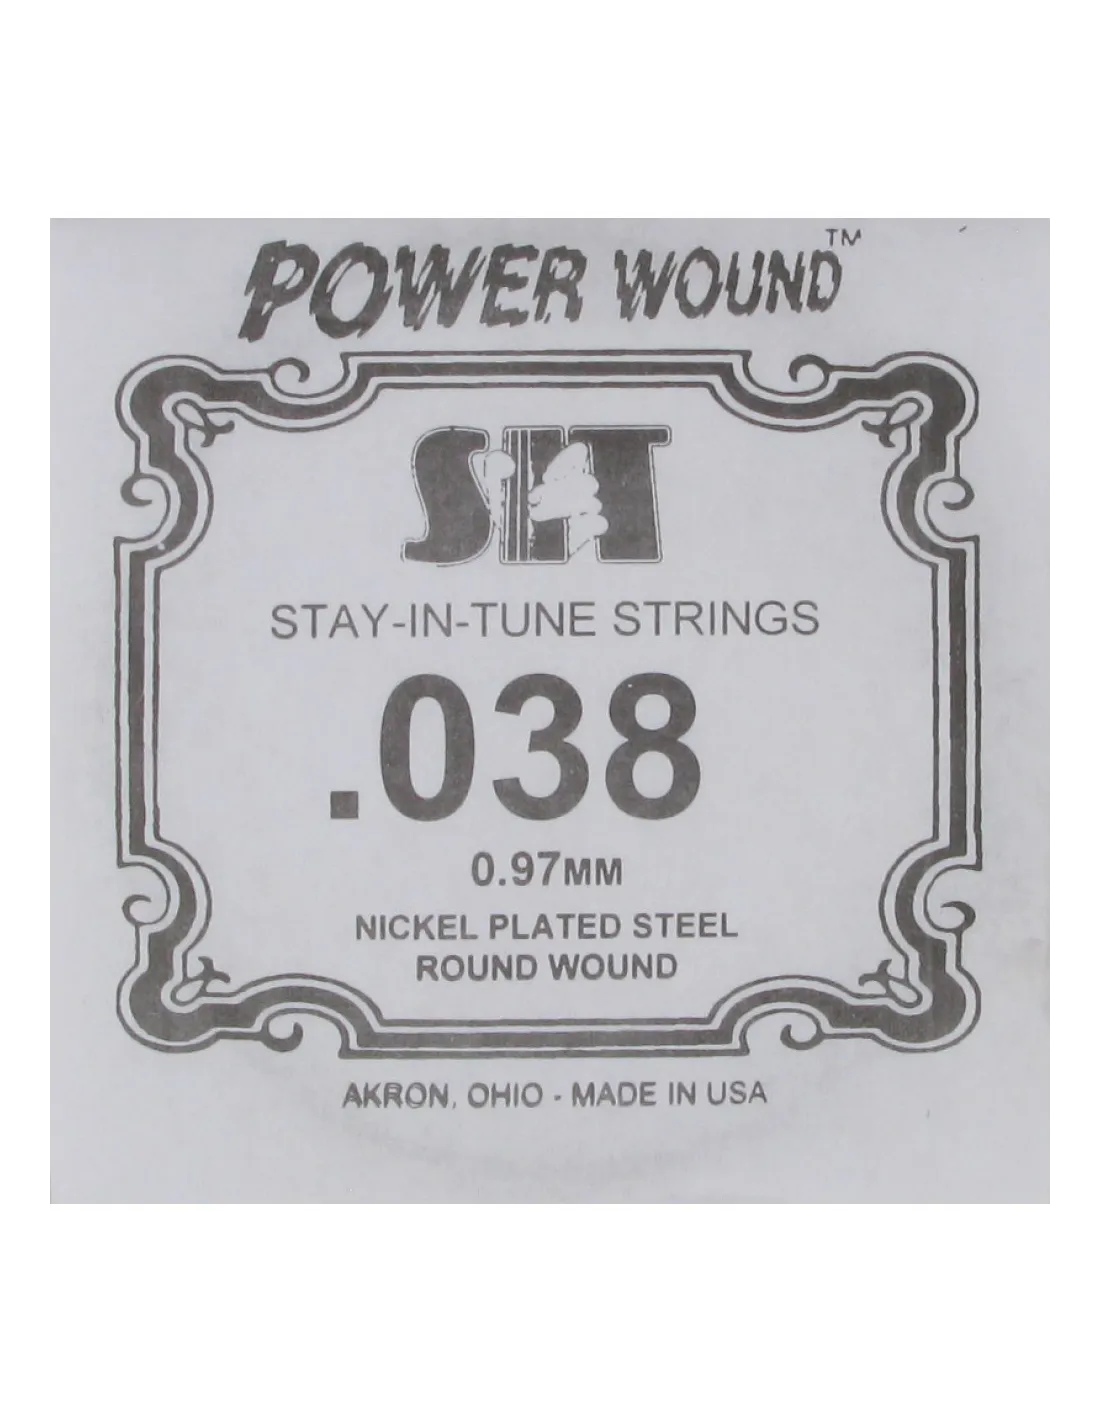 POWER WOUND™
SIT
STAY-IN-TUNE STRINGS
.038
0.97MM
NICKEL PLATED STEEL
ROUND WOUND
AKRON, OHIO - MADE IN USA